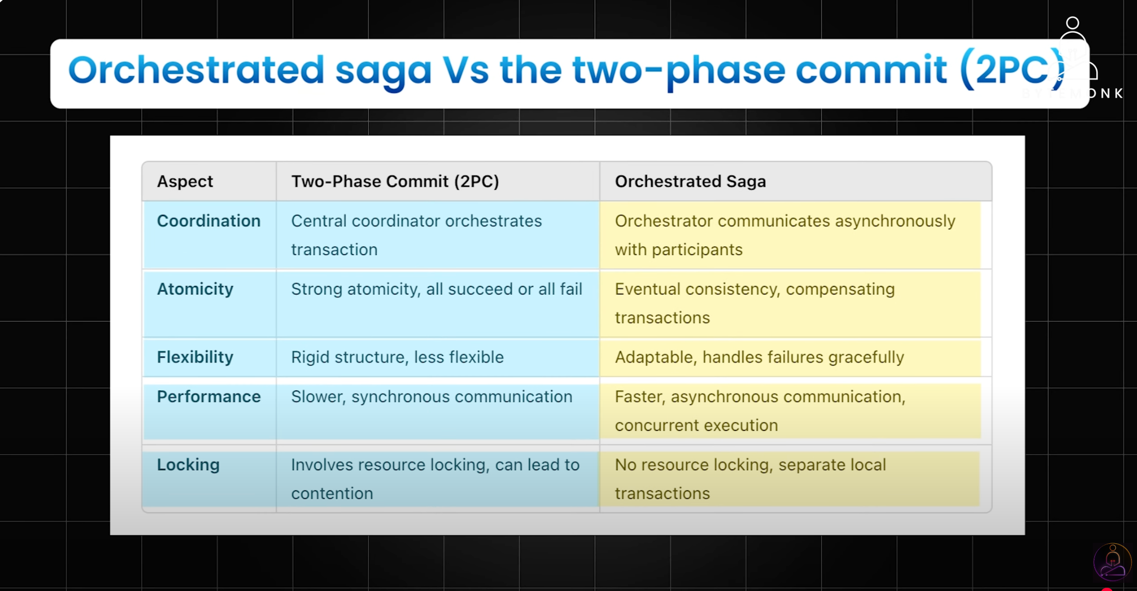 Orchestrated saga Vs the two-phase commit (2PC)
ONK
Aspect Two-Phase Commit (2PC) Orchestrated Saga
Coordination Central coordinator orchestrates Orchestrator communicates asynchronously
transaction with participants
Atomicity Strong atomicity, all succeed or all fail Eventual consistency, compensating
transactions
Flexibility Rigid structure, less flexible Adaptable, handles failures gracefully
Performance Slower, synchronous communication Faster, asynchronous communication,
concurrent execution
Locking Involves resource locking, can lead to No resource locking, separate local
contention transactions